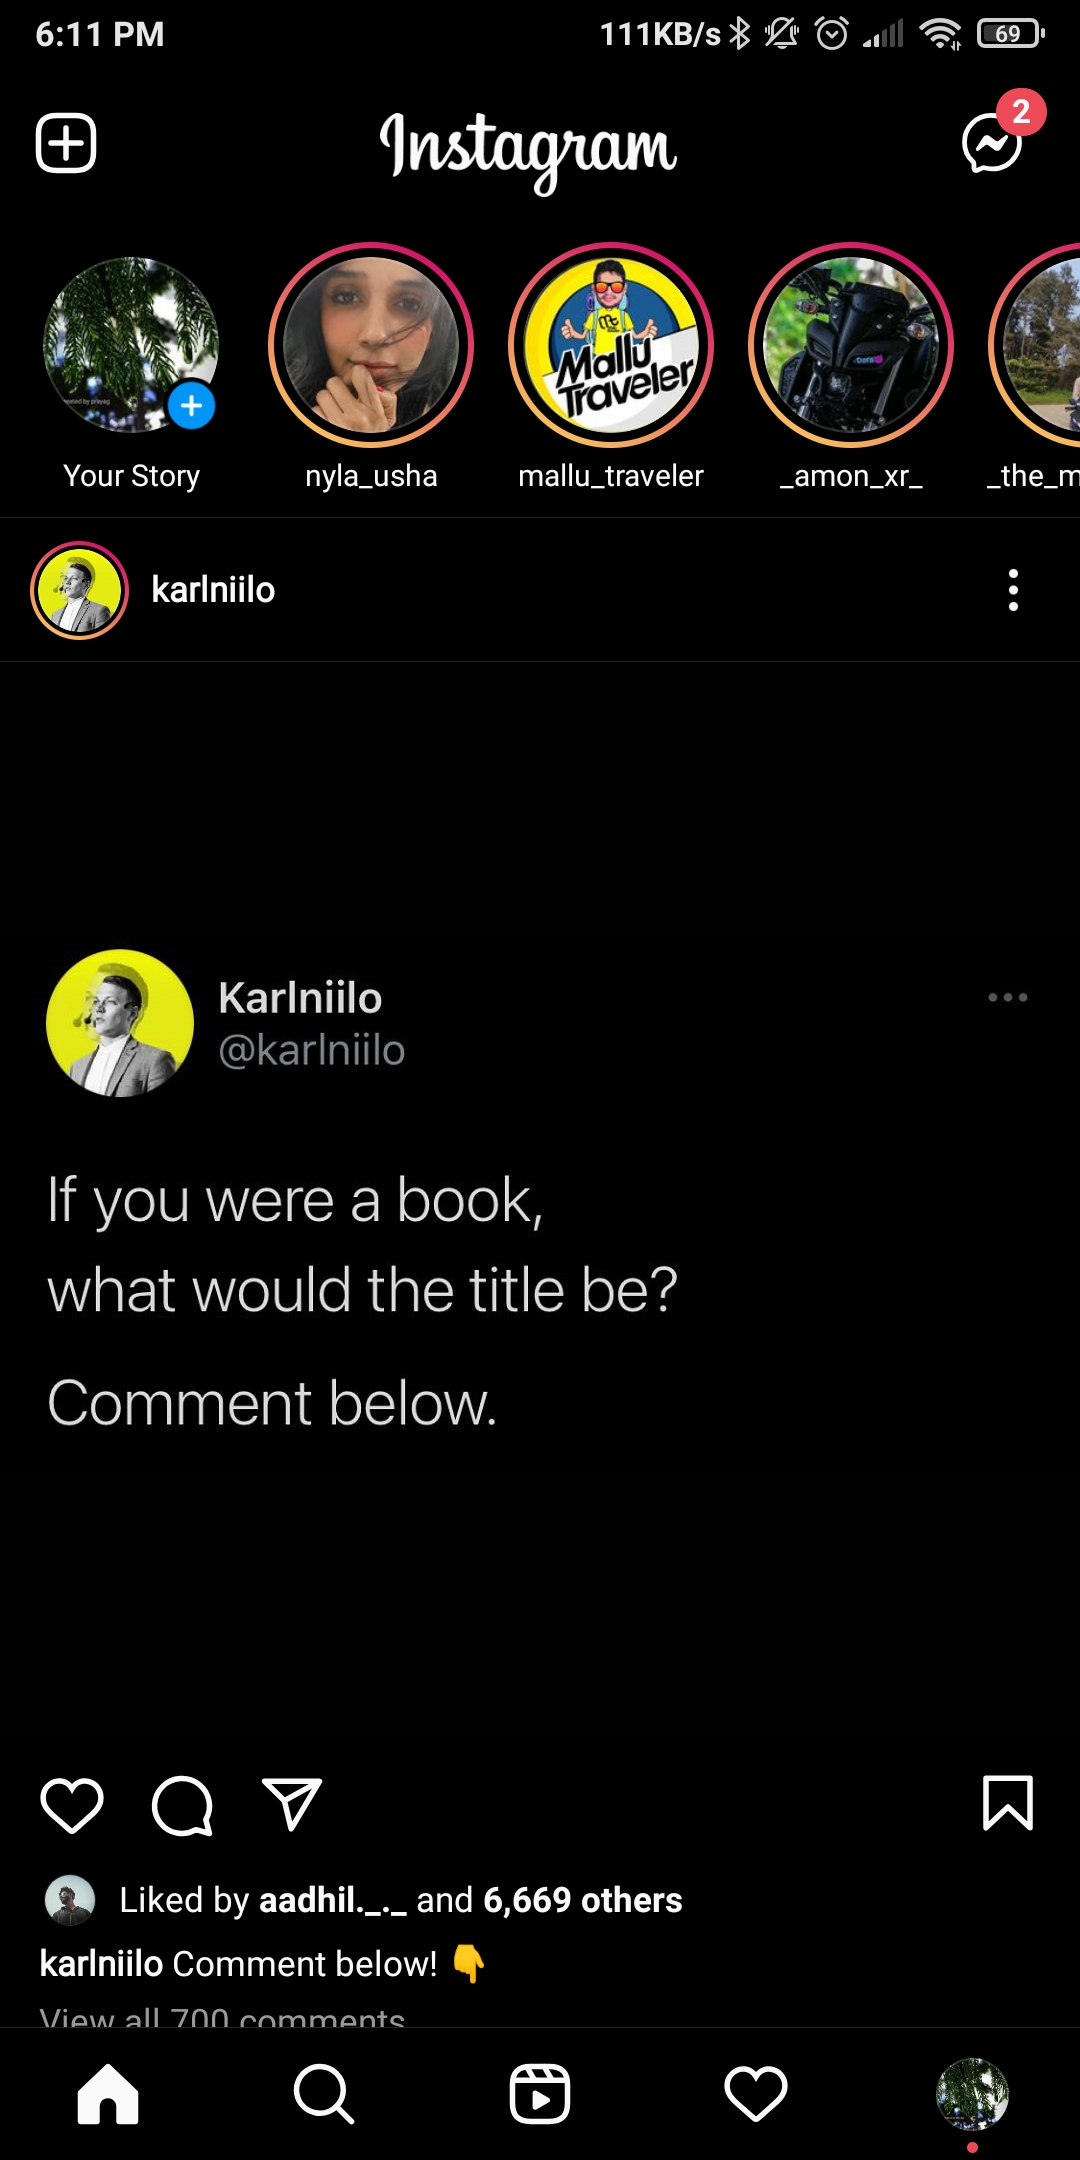 6:11 PM 111KB/s 69
Instagram 2
Mallu
Traveler
Your Story nyla_usha mallu_traveler _amon_xr_ _the_m
karlniilo
Karlniilo
@karlniilo
If you were a book,
what would the title be?
Comment below.
Liked by aadhil._._ and 6,669 others
karlniilo Comment below! 👇
View all 700 comments